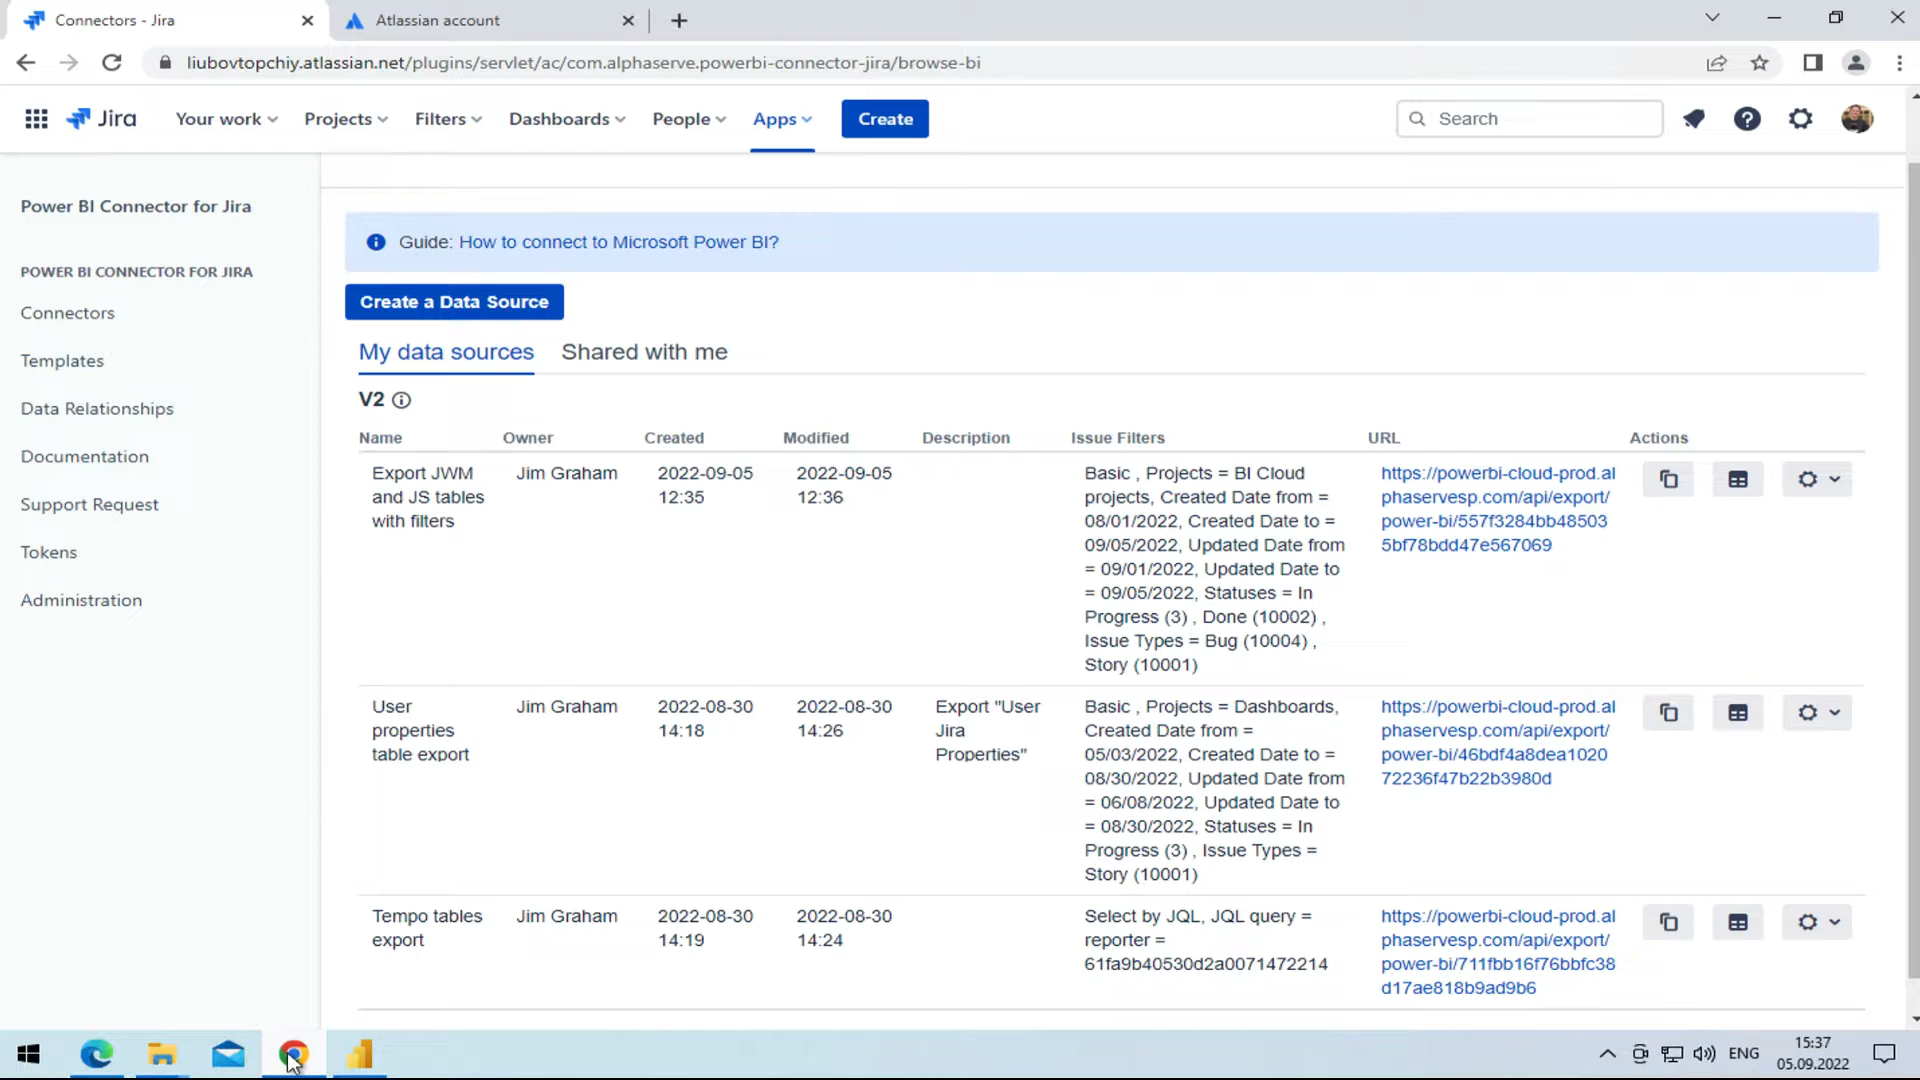 Connectors - Jira
Atlassian account
liubovtopchiy.atlassian.net/plugins/servlet/ac/com.alphaserve.powerbi-connector-jira/browse-bi
Jira
Your work
Projects
Filters
Dashboards
People
Apps
Create
Search
Power BI Connector for Jira
POWER BI CONNECTOR FOR JIRA
Connectors
Templates
Data Relationships
Documentation
Support Request
Tokens
Administration
Guide: How to connect to Microsoft Power BI?
Create a Data Source
My data sources
Shared with me
V2
Name
Owner
Created
Modified
Description
Issue Filters
URL
Actions
Export JWM
and JS tables
with filters
Jim Graham
2022-09-05
12:35
2022-09-05
12:36
Basic , Projects = BI Cloud
projects, Created Date from =
08/01/2022, Created Date to =
09/05/2022, Updated Date from
= 09/01/2022, Updated Date to
= 09/05/2022, Statuses = In
Progress (3) , Done (10002) ,
Issue Types = Bug (10004) ,
Story (10001)
https://powerbi-cloud-prod.al
phaservesp.com/api/export/
power-bi/557f3284bb48503
5bf78bdd47e567069
User
properties
table export
Jim Graham
2022-08-30
14:18
2022-08-30
14:26
Export "User
Jira
Properties"
Basic , Projects = Dashboards,
Created Date from =
05/03/2022, Created Date to =
08/30/2022, Updated Date from
= 06/08/2022, Updated Date to
= 08/30/2022, Statuses = In
Progress (3) , Issue Types =
Story (10001)
https://powerbi-cloud-prod.al
phaservesp.com/api/export/
power-bi/46bdf4a8dea1020
72236f47b22b3980d
Tempo tables
export
Jim Graham
2022-08-30
14:19
2022-08-30
14:24
Select by JQL, JQL query =
reporter =
61fa9b40530d2a0071472214
https://powerbi-cloud-prod.al
phaservesp.com/api/export/
power-bi/711fbb16f76bbfc38
d17ae818b9ad9b6
ENG
15:37
05.09.2022